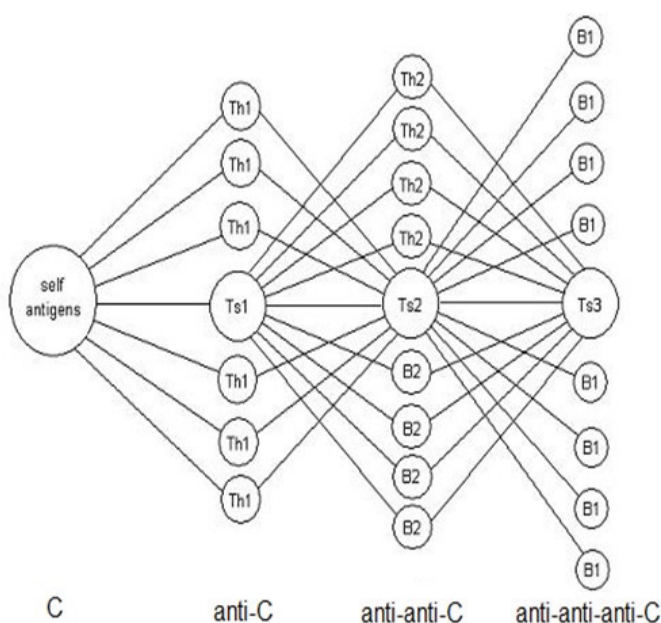 self
antigens
Th1
Th1
Th1
Ts1
Th1
Th1
Th1
Th2
Th2
Th2
Th2
Ts2
B2
B2
B2
B2
B1
B1
B1
B1
Ts3
B1
B1
B1
B1
C
anti-C
anti-anti-C
anti-anti-anti-C